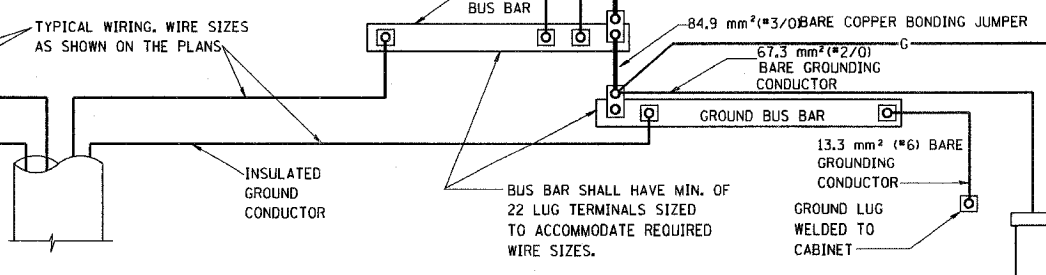 TYPICAL WIRING. WIRE SIZES
AS SHOWN ON THE PLANS
BUS BAR
84.9 mm²(#3/0)BARE COPPER BONDING JUMPER
G
67.3 mm²(#2/0)
BARE GROUNDING
CONDUCTOR
GROUND BUS BAR
INSULATED
GROUND
CONDUCTOR
BUS BAR SHALL HAVE MIN. OF
22 LUG TERMINALS SIZED
TO ACCOMMODATE REQUIRED
WIRE SIZES.
13.3 mm² (#6) BARE
GROUNDING
CONDUCTOR
GROUND LUG
WELDED TO
CABINET